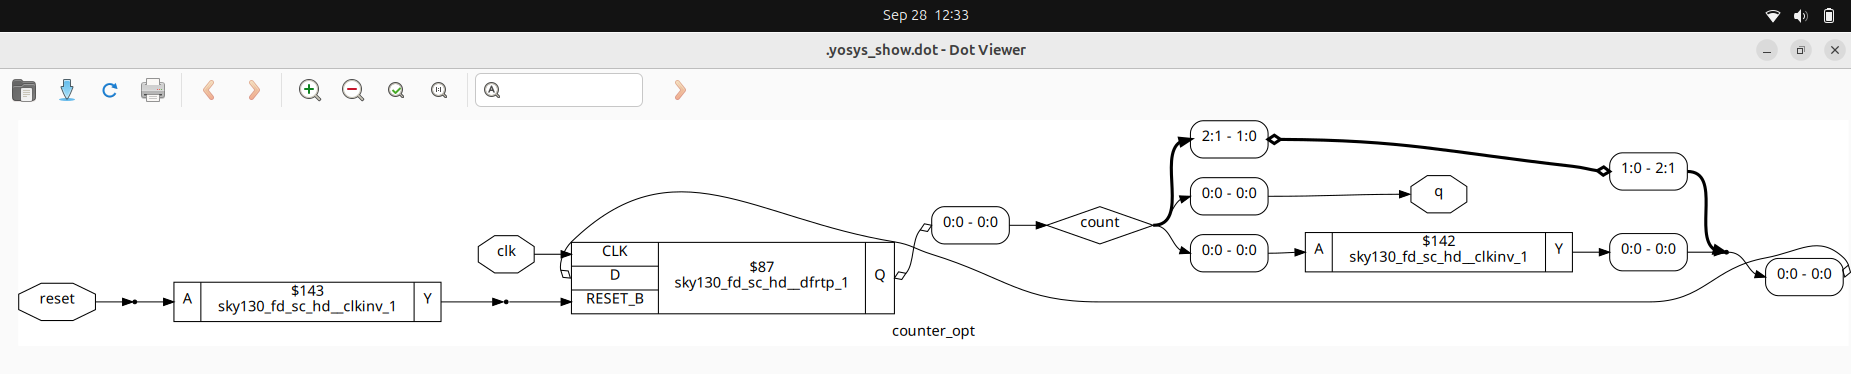 Sep 28 12:33
.yosys_show.dot - Dot Viewer
2:1 - 1:0
1:0 - 2:1
0:0 - 0:0
q
0:0 - 0:0
count
clk
CLK
D
RESET_B
$87
sky130_fd_sc_hd__dfrtp_1
Q
0:0 - 0:0
A
$142
sky130_fd_sc_hd__clkinv_1
Y
0:0 - 0:0
0:0 - 0:0
reset
A
$143
sky130_fd_sc_hd__clkinv_1
Y
counter_opt